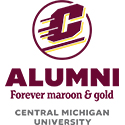 C
ALUMNI
Forever maroon & gold
CENTRAL MICHIGAN
UNIVERSITY